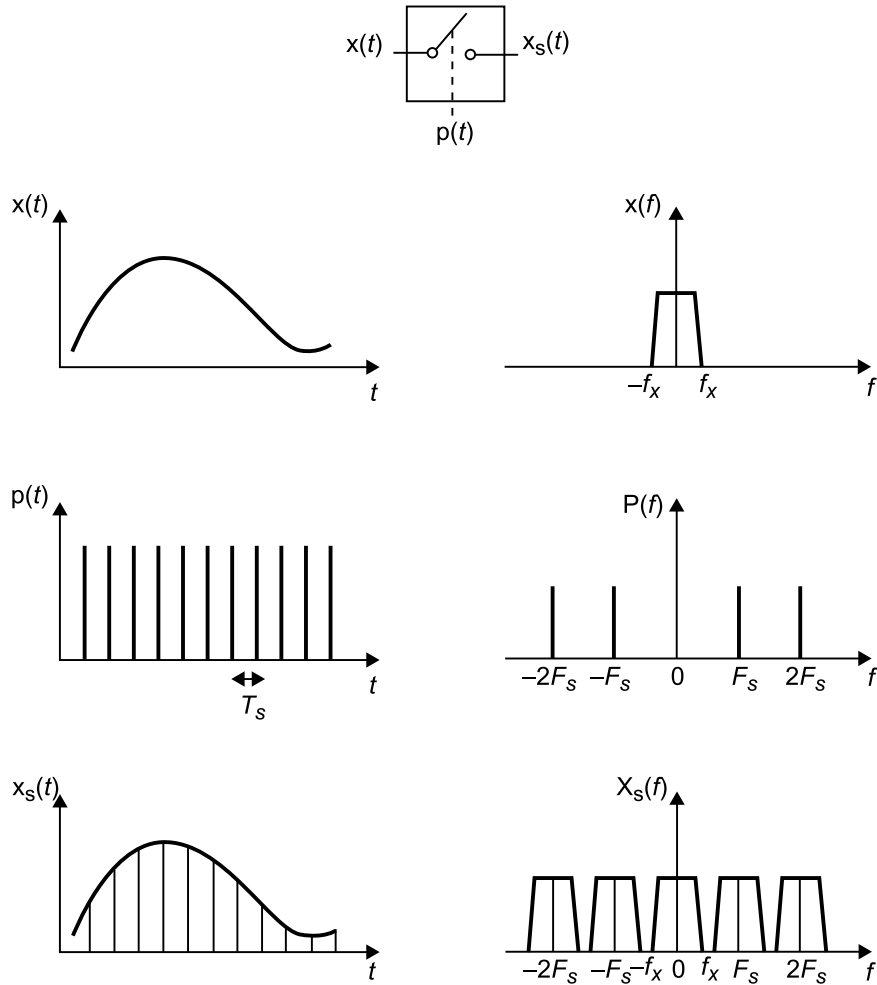 x(t) xs(t)
p(t)
x(t) x(f)
t –fx fx f
p(t) P(f)
Ts t –2Fs –Fs 0 Fs 2Fs f
xs(t) Xs(f)
t –2Fs –Fs –fx 0 fx Fs 2Fs f